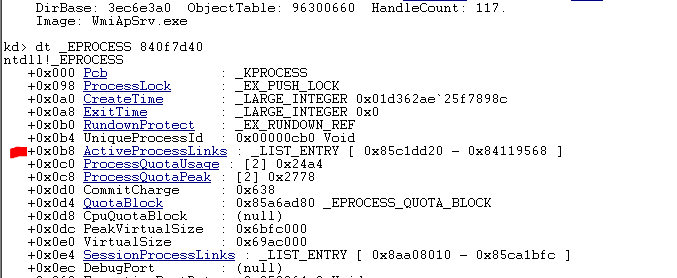 DirBase: 3ec6e3a0 ObjectTable: 96300660 HandleCount: 117.
Image: WmiApSrv.exe
kd> dt _EPROCESS 840f7d40
ntdll!_EPROCESS
+0x000 Pcb : _KPROCESS
+0x098 ProcessLock : _EX_PUSH_LOCK
+0x0a0 CreateTime : _LARGE_INTEGER 0x01d362ae`25f7898c
+0x0a8 ExitTime : _LARGE_INTEGER 0x0
+0x0b0 RundownProtect : _EX_RUNDOWN_REF
+0x0b4 UniqueProcessId : 0x00000cb0 Void
+0x0b8 ActiveProcessLinks : _LIST_ENTRY [ 0x85c1dd20 - 0x84119568 ]
+0x0c0 ProcessQuotaUsage : [2] 0x24a4
+0x0c8 ProcessQuotaPeak : [2] 0x2778
+0x0d0 CommitCharge : 0x638
+0x0d4 QuotaBlock : 0x85a6ad80 _EPROCESS_QUOTA_BLOCK
+0x0d8 CpuQuotaBlock : (null)
+0x0dc PeakVirtualSize : 0x6bfc000
+0x0e0 VirtualSize : 0x69ac000
+0x0e4 SessionProcessLinks : _LIST_ENTRY [ 0x8aa08010 - 0x85ca1bfc ]
+0x0ec DebugPort : (null)